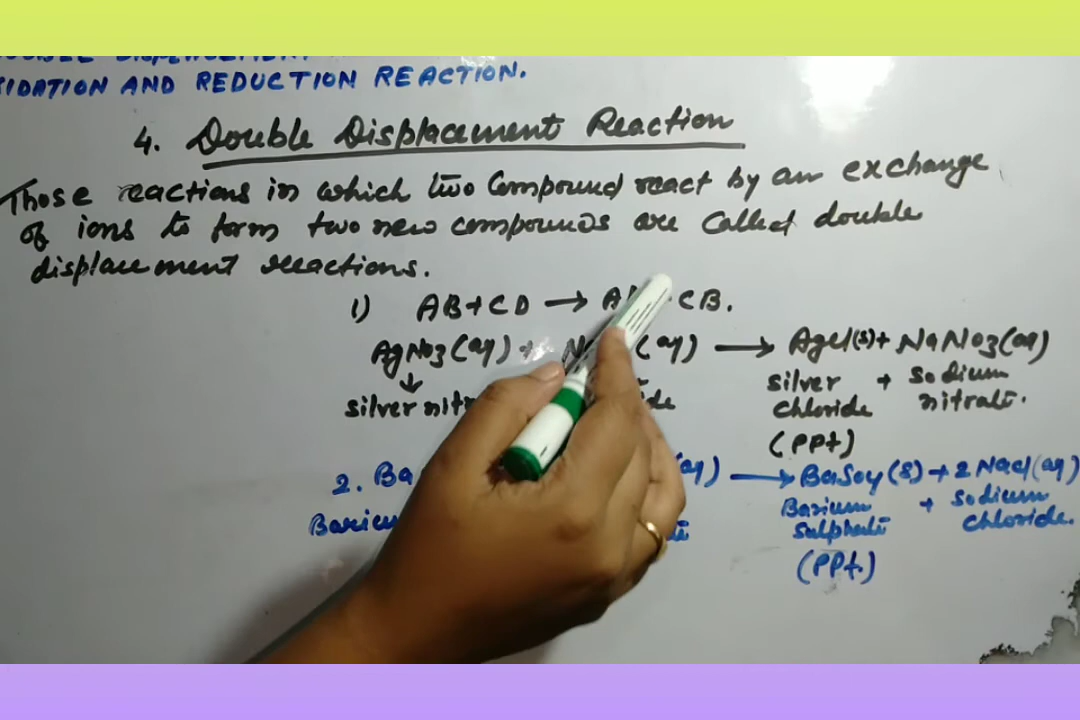 IDATION AND REDUCTION REACTION.
4. Double Displacement Reaction
Those reactions in which two Compound react by an exchange
of ions to form two new compounds are called double
displacement reactions.
1) AB + CD → CB.
AgNO3 (aq) + (aq) → Agcl(s) + NaNO3 (aq)
silver silver + sodium
chloride nitrate.
(PPt)
2. Ba (aq) → BaSO4 (s) + 2 Nacl (aq)
Barium + sodium
sulphate chloride.
(PPt.)